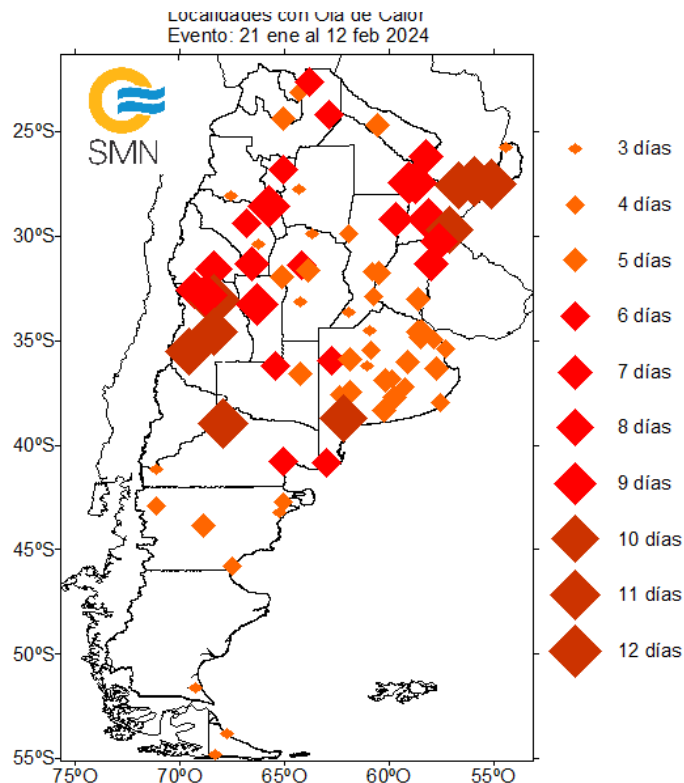 Localidades con Ola de Calor
Evento: 21 ene al 12 feb 2024
SMN
25ºS
30ºS
35ºS
40ºS
45ºS
50ºS
55ºS
75ºO
70ºO
65ºO
60ºO
55ºO
3 días
4 días
5 días
6 días
7 días
8 días
9 días
10 días
11 días
12 días